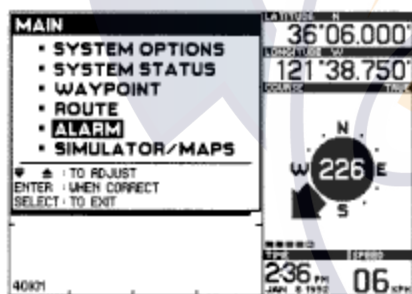 MAIN
▪ SYSTEM OPTIONS
▪ SYSTEM STATUS
▪ WAYPOINT
▪ ROUTE
▪ ALARM
▪ SIMULATOR/MAPS
▼ ▲ : TO ADJUST
ENTER : WHEN CORRECT
SELECT : TO EXIT
40KM
LATITUDE N
36°06.000'
LONGITUDE W
121°38.750'
COURSE TRUE
N
W 226 E
S
TIME SPEED
2:36 PM 06 KPH
JAN 8 1992